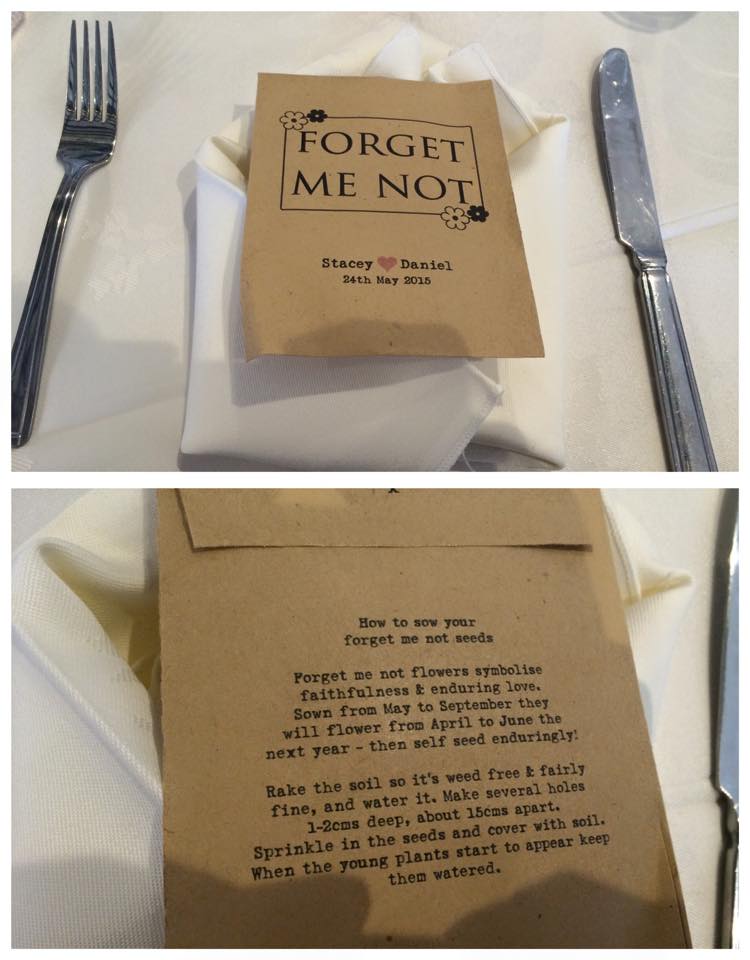 FORGET
ME NOT
Stacey Daniel
24th May 2015
x
How to sow your
forget me not seeds
Forget me not flowers symbolise
faithfulness & enduring love.
Sown from May to September they
will flower from April to June the
next year - then self seed enduringly!
Rake the soil so it's weed free & fairly
fine, and water it. Make several holes
1-2cms deep, about 15cms apart.
Sprinkle in the seeds and cover with soil.
When the young plants start to appear keep
them watered.